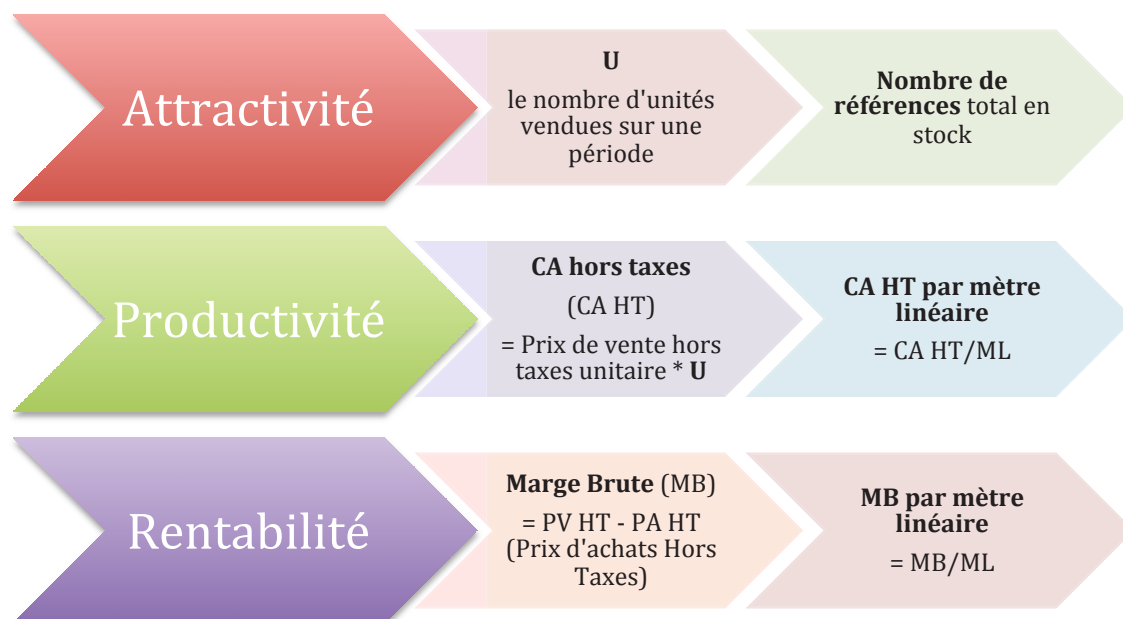 Attractivité
U
le nombre d'unités
vendues sur une
période
Nombre de
références total en
stock
Productivité
CA hors taxes
(CA HT)
= Prix de vente hors
taxes unitaire * U
CA HT par mètre
linéaire
= CA HT/ML
Rentabilité
Marge Brute (MB)
= PV HT - PA HT
(Prix d'achats Hors
Taxes)
MB par mètre
linéaire
= MB/ML